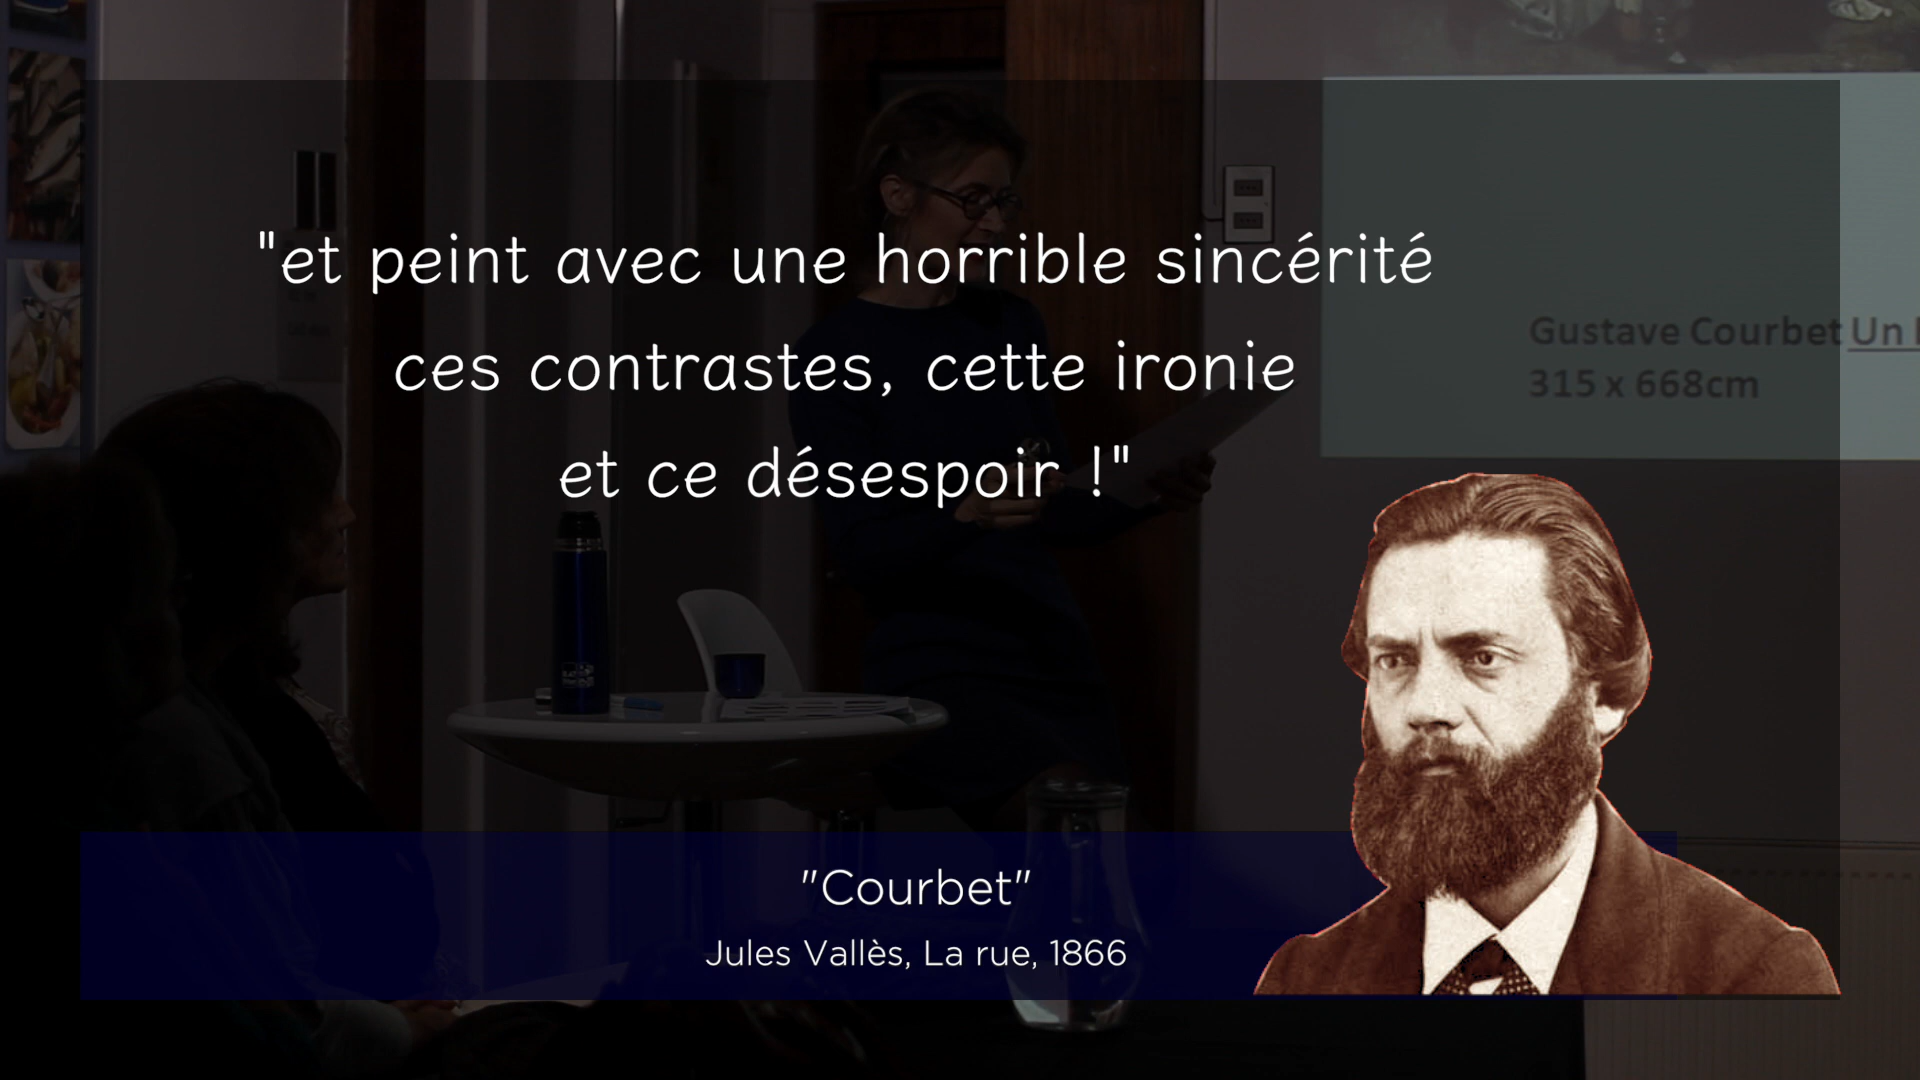 "et peint avec une horrible sincérité
ces contrastes, cette ironie
et ce désespoir !"
Gustave Courbet Un
315 x 668cm
"Courbet"
Jules Vallès, La rue, 1866